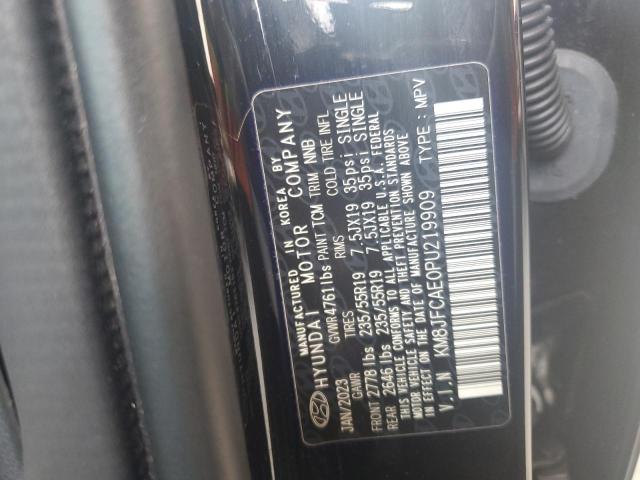 MANUFACTURED IN KOREA BY
HYUNDAI MOTOR COMPANY
JAN/2023 GVWR 4761 lbs PAINT TCM TRIM NNB
GAWR TIRES RIMS COLD TIRE INFL
FRONT 2778 lbs 235/55R19 7.5JX19 35psi SINGLE
REAR 2646 lbs 235/55R19 7.5JX19 35psi SINGLE
THIS VEHICLE CONFORMS TO ALL APPLICABLE U.S.A. FEDERAL
MOTOR VEHICLE SAFETY AND THEFT PREVENTION STANDARDS
IN EFFECT ON THE DATE OF MANUFACTURE SHOWN ABOVE
V.I.N KM8JFCAE0PU219909 TYPE : MPV